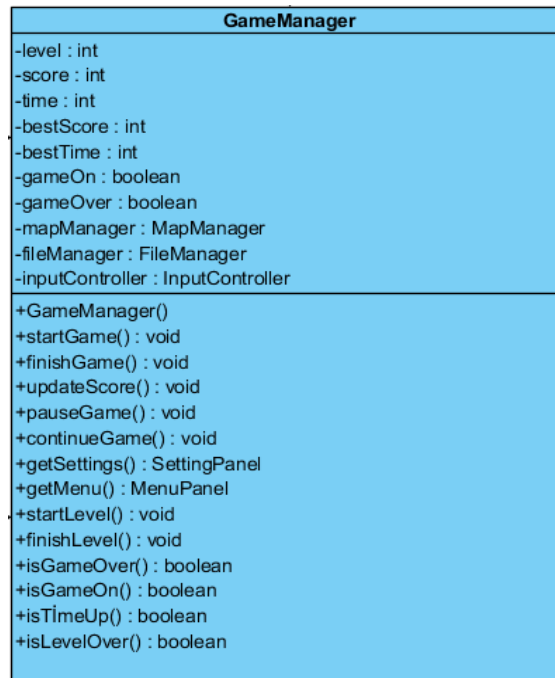 GameManager
-level : int
-score : int
-time : int
-bestScore : int
-bestTime : int
-gameOn : boolean
-gameOver : boolean
-mapManager : MapManager
-fileManager : FileManager
-inputController : InputController
+GameManager()
+startGame() : void
+finishGame() : void
+updateScore() : void
+pauseGame() : void
+continueGame() : void
+getSettings() : SettingPanel
+getMenu() : MenuPanel
+startLevel() : void
+finishLevel() : void
+isGameOver() : boolean
+isGameOn() : boolean
+isTİmeUp() : boolean
+isLevelOver() : boolean